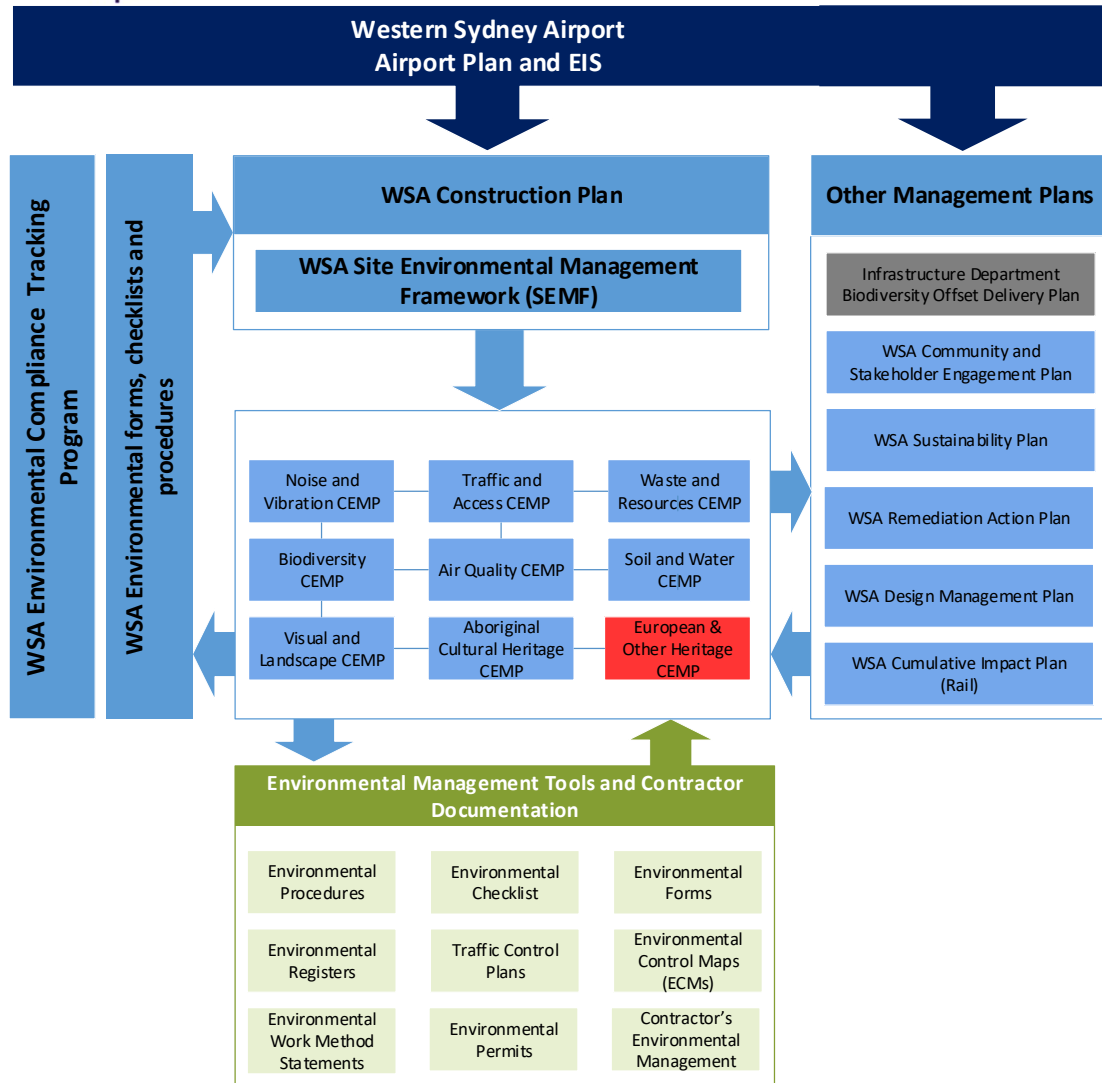 Western Sydney Airport
Airport Plan and EIS
WSA Environmental Compliance Tracking
Program
WSA Environmental forms, checklists and
procedures
WSA Construction Plan
WSA Site Environmental Management
Framework (SEMF)
Noise and
Vibration CEMP
Traffic and
Access CEMP
Waste and
Resources CEMP
Biodiversity
CEMP
Air Quality CEMP
Soil and Water
CEMP
Visual and
Landscape CEMP
Aboriginal
Cultural Heritage
CEMP
European &
Other Heritage
CEMP
Other Management Plans
Infrastructure Department
Biodiversity Offset Delivery Plan
WSA Community and
Stakeholder Engagement Plan
WSA Sustainability Plan
WSA Remediation Action Plan
WSA Design Management Plan
WSA Cumulative Impact Plan
(Rail)
Environmental Management Tools and Contractor
Documentation
Environmental
Procedures
Environmental
Checklist
Environmental
Forms
Environmental
Registers
Traffic Control
Plans
Environmental
Control Maps
(ECMs)
Environmental
Work Method
Statements
Environmental
Permits
Contractor's
Environmental
Management